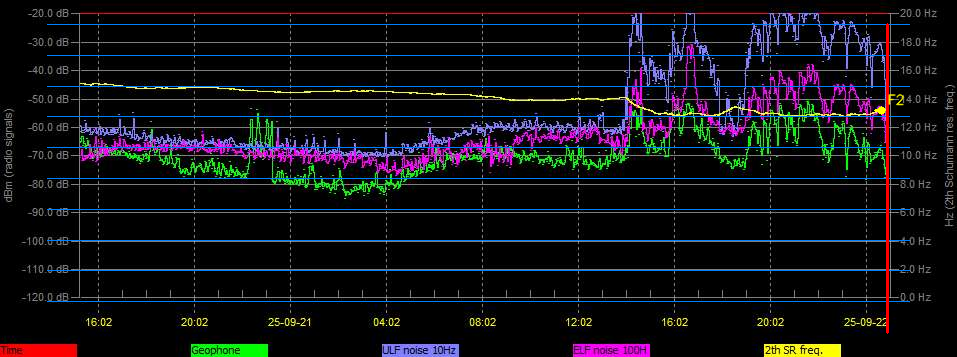 -20.0 dB 20.0 Hz
-30.0 dB 18.0 Hz
-40.0 dB 16.0 Hz
-50.0 dB F2 14.0 Hz
-60.0 dB 12.0 Hz
-70.0 dB 10.0 Hz
-80.0 dB 8.0 Hz
-90.0 dB 6.0 Hz
-100.0 dB 4.0 Hz
-110.0 dB 2.0 Hz
-120.0 dB 0.0 Hz
dBm (radio signals)
Hz (2th Schumann res. freq.)
16:02 20:02 25-09-21 04:02 08:02 12:02 16:02 20:02 25-09-22
Time Geophone ULF noise 10Hz ELF noise 100H 2th SR freq.